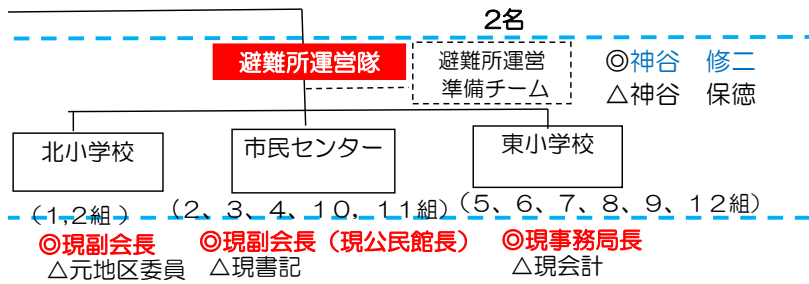 2名
避難所運営隊
避難所運営
準備チーム
◎神谷　修二
△神谷　保徳
北小学校
市民センター
東小学校
（1,2組 ）
（2、3、4、10，11組）
（5、6、7、8、9、12組）
◎現副会長
△元地区委員
◎現副会長（現公民館長）
△現書記
◎現事務局長
△現会計